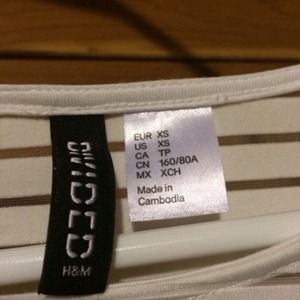 DIVIDED
H&M
EUR XS
US XS
CA TP
CN 160/80A
MX XCH
Made in
Cambodia